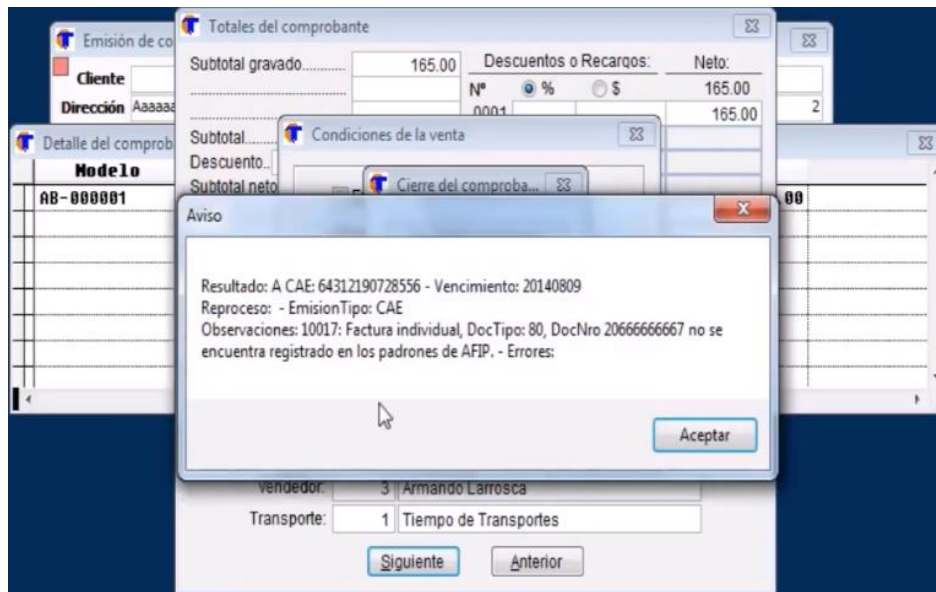 Emisión de co
Totales del comprobante
Cliente
Dirección Aaaaaa
2
Subtotal gravado............ 165.00
Descuentos o Recargos: Neto:
Nº % $ 165.00
0001 165.00
Detalle del comprob
Modelo
AB-000001
00
Subtotal........
Descuento..
Subtotal neto
Condiciones de la venta
Cierre del comproba...
Aviso
Resultado: A CAE: 64312190728556 - Vencimiento: 20140809
Reproceso: - EmisionTipo: CAE
Observaciones: 10017: Factura individual, DocTipo: 80, DocNro 20666666667 no se
encuentra registrado en los padrones de AFIP. - Errores:
Aceptar
Vendedor: 3 Armando Larrosca
Transporte: 1 Tiempo de Transportes
Siguiente Anterior